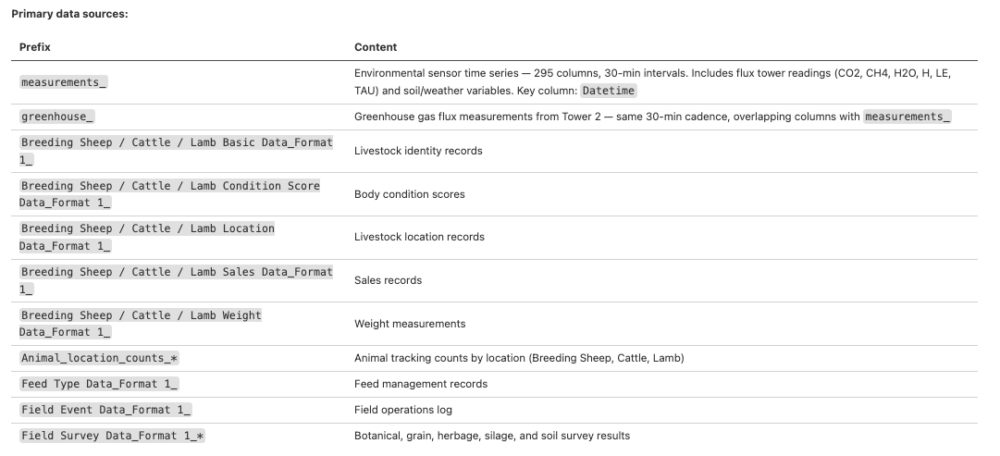 Primary data sources:
Prefix Content
measurements_ Environmental sensor time series — 295 columns, 30-min intervals. Includes flux tower readings (CO2, CH4, H2O, H, LE,
TAU) and soil/weather variables. Key column: Datetime
greenhouse_ Greenhouse gas flux measurements from Tower 2 — same 30-min cadence, overlapping columns with measurements_
Breeding Sheep / Cattle / Lamb Basic Data_Format
1_ Livestock identity records
Breeding Sheep / Cattle / Lamb Condition Score
Data_Format 1_ Body condition scores
Breeding Sheep / Cattle / Lamb Location
Data_Format 1_ Livestock location records
Breeding Sheep / Cattle / Lamb Sales Data_Format
1_ Sales records
Breeding Sheep / Cattle / Lamb Weight
Data_Format 1_ Weight measurements
Animal_location_counts_* Animal tracking counts by location (Breeding Sheep, Cattle, Lamb)
Feed Type Data_Format 1_ Feed management records
Field Event Data_Format 1_ Field operations log
Field Survey Data_Format 1_* Botanical, grain, herbage, silage, and soil survey results